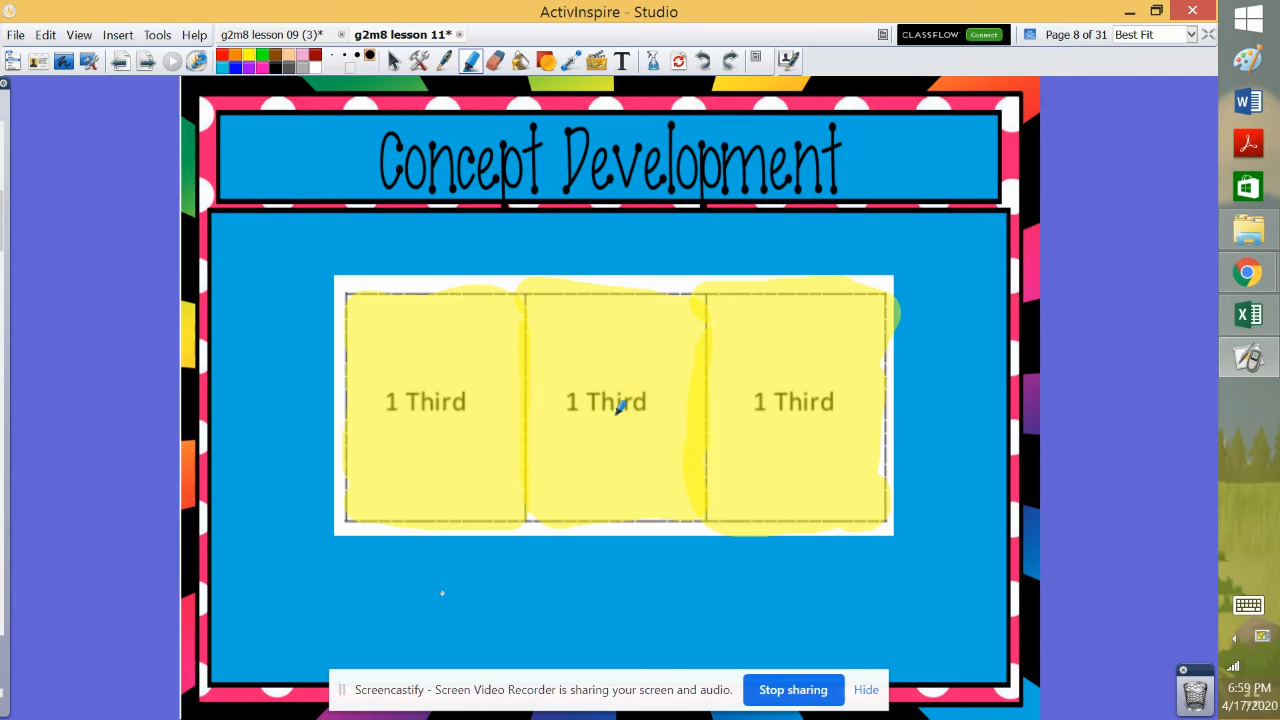 ActivInspire - Studio
File Edit View Insert Tools Help
g2m8 lesson 09 (3)*
g2m8 lesson 11*
CLASSFLOW Connect
Page 8 of 31
Best Fit
Concept Development
1 Third 1 Third 1 Third
Screencastify - Screen Video Recorder is sharing your screen and audio.
Stop sharing
Hide
6:59 PM
4/17/2020